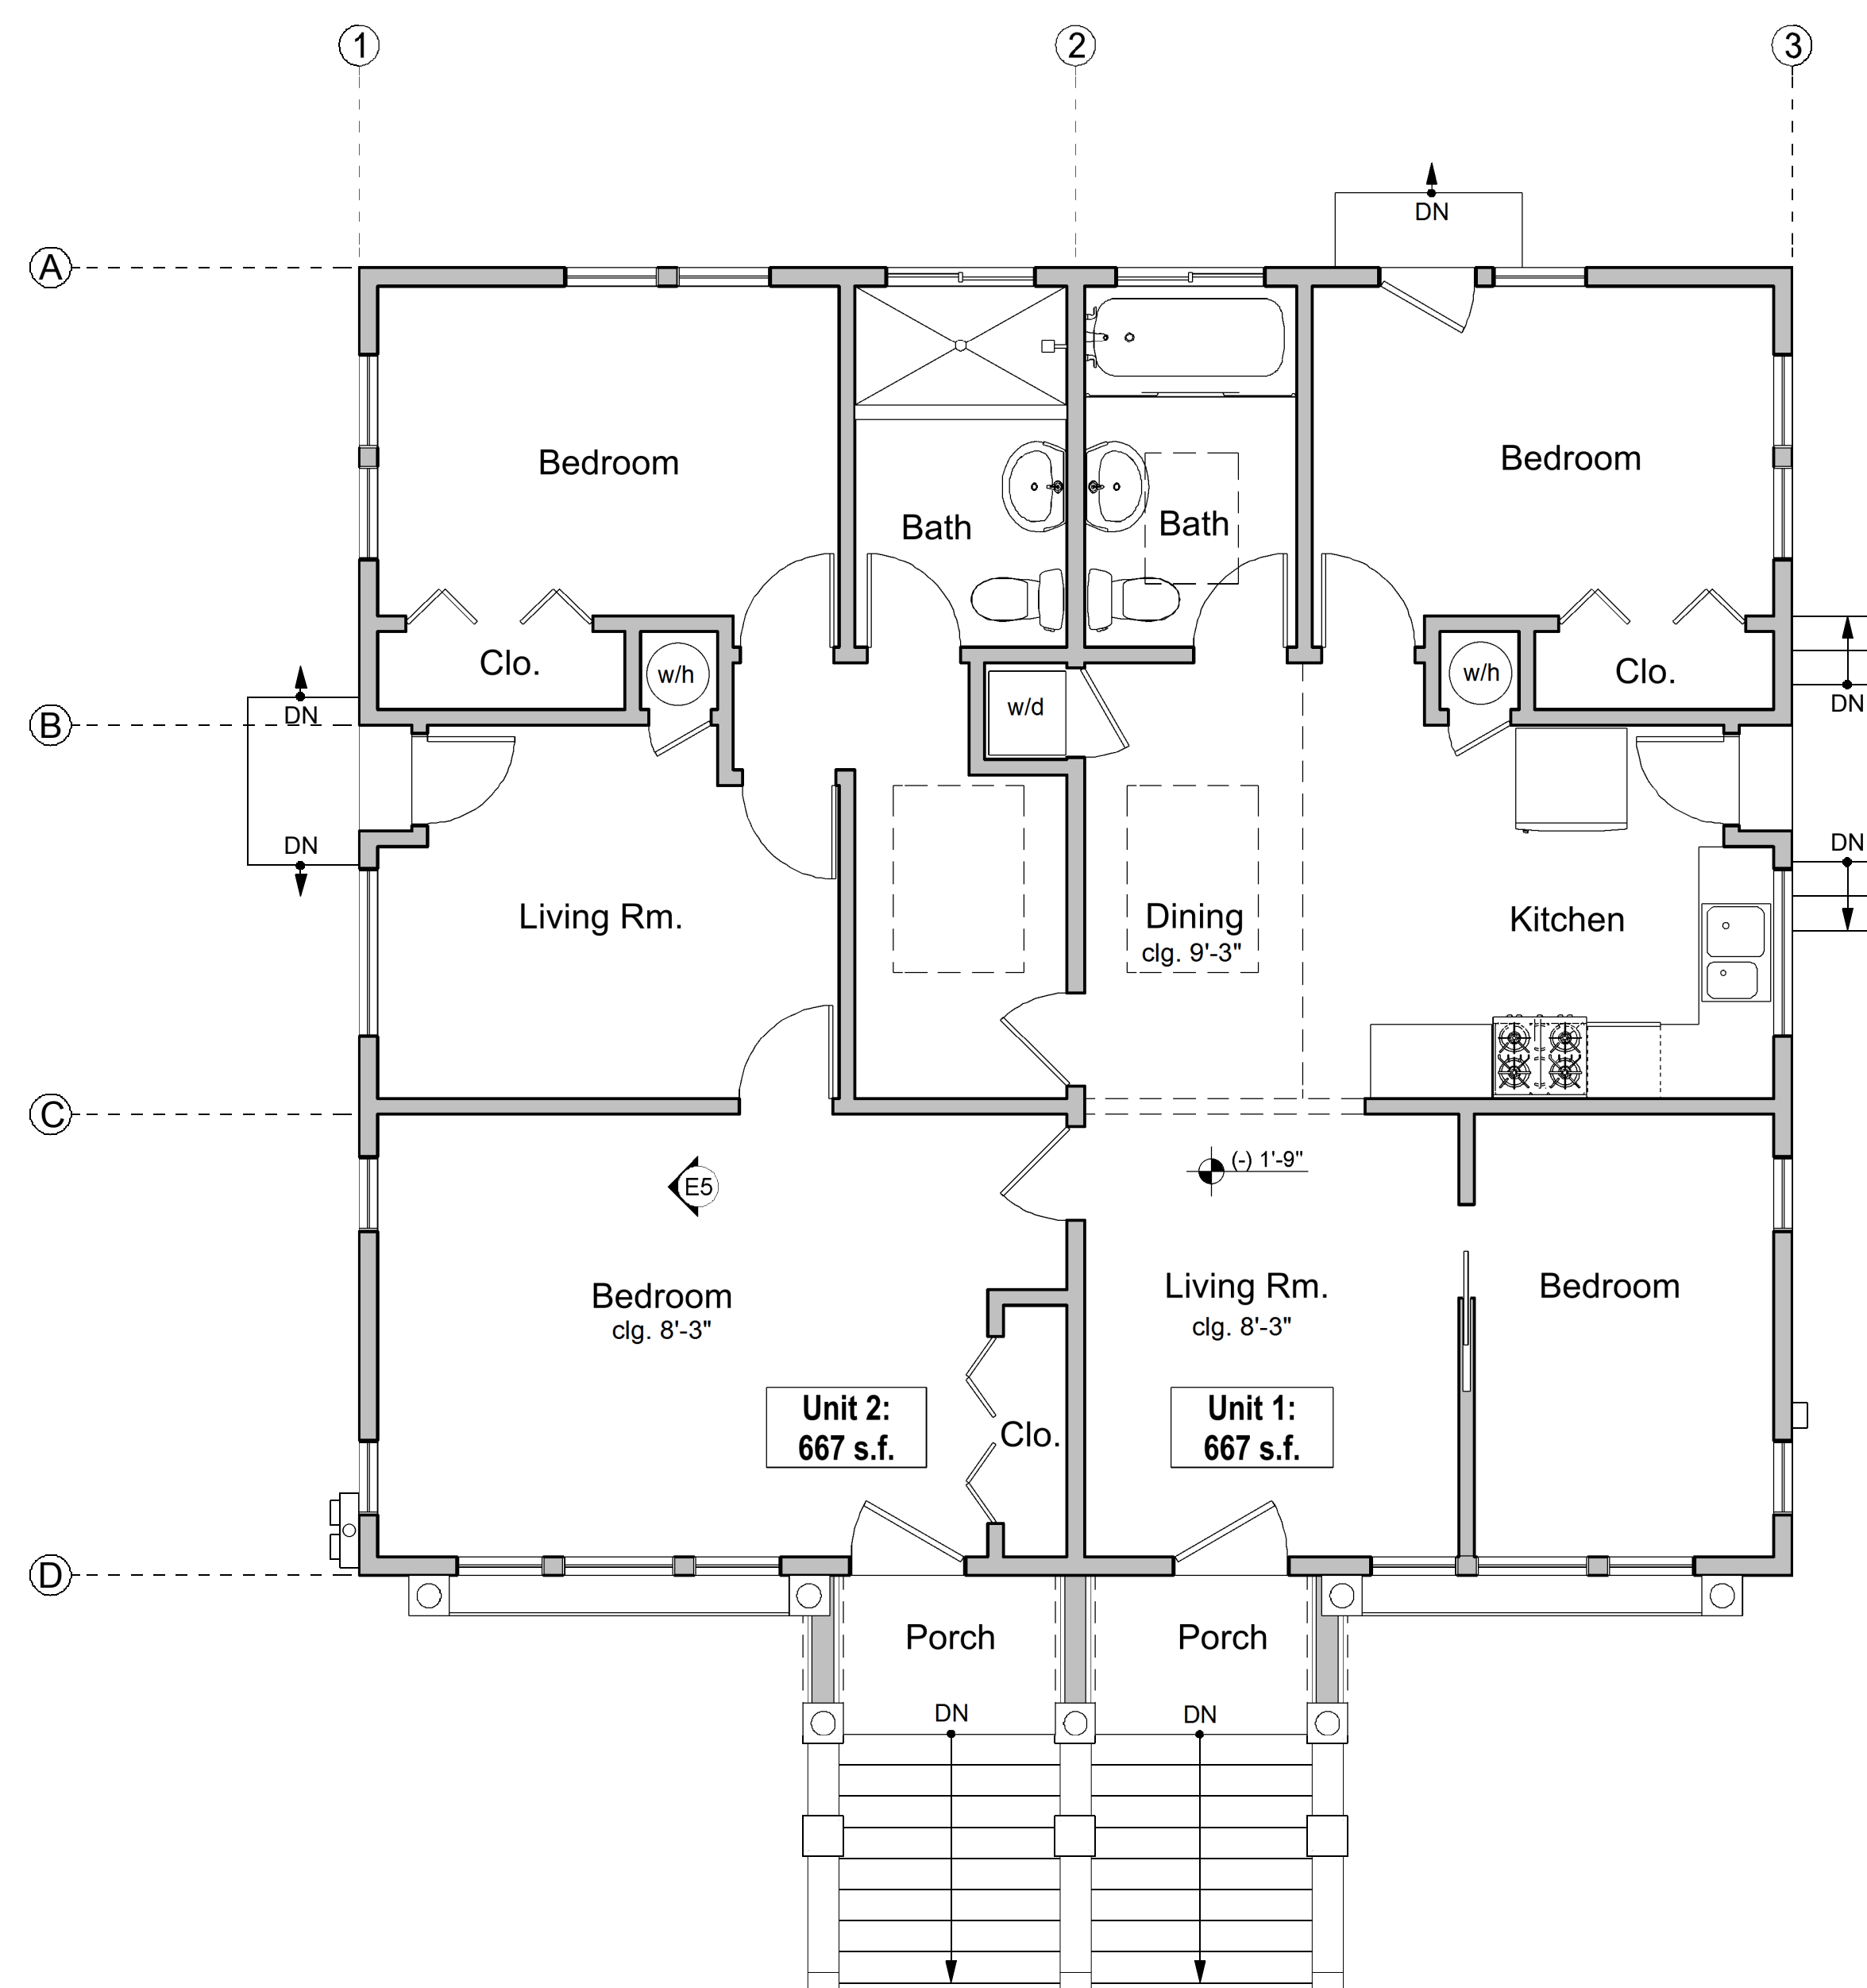 1
2
3
DN
A
Bedroom
Bedroom
Bath
Bath
Clo.
w/h
w/h
Clo.
DN
B
w/d
DN
DN
DN
Living Rm.
Dining
clg. 9'-3"
Kitchen
C
(-) 1'-9"
E5
Bedroom
clg. 8'-3"
Living Rm.
clg. 8'-3"
Bedroom
Unit 2:
667 s.f.
Unit 1:
667 s.f.
Clo.
D
Porch
Porch
DN
DN